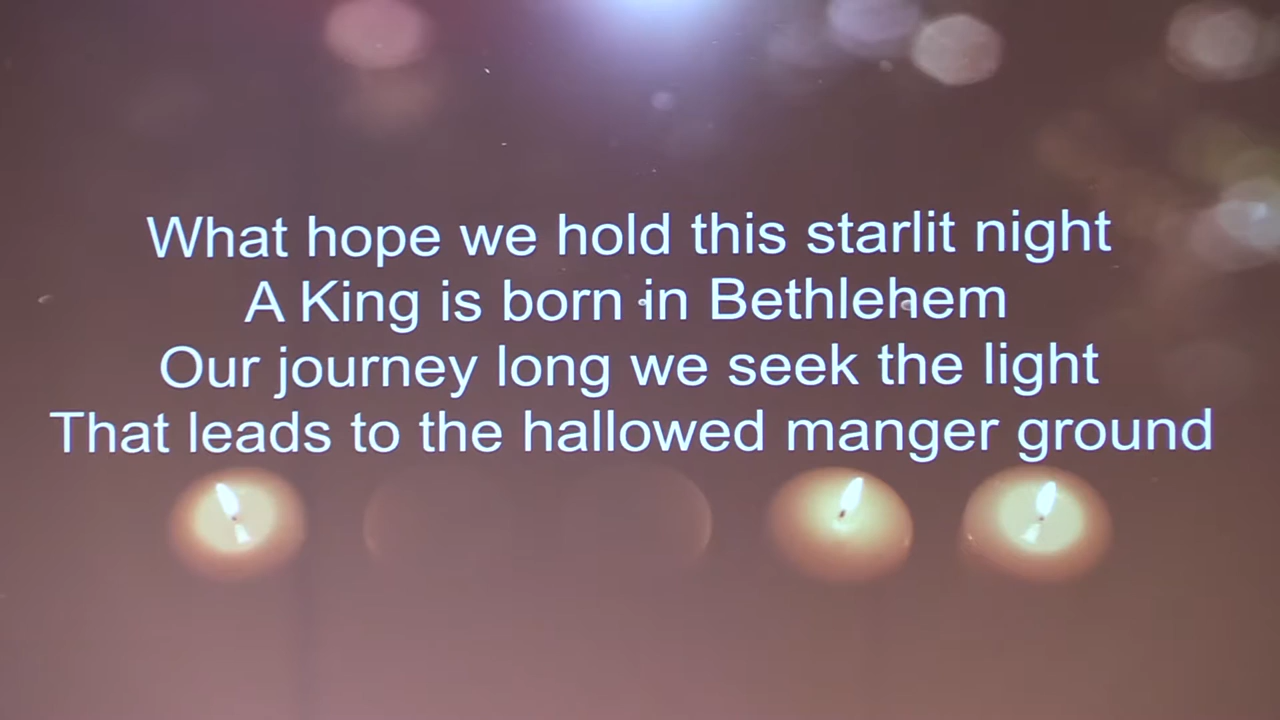 What hope we hold this starlit night
A King is born in Bethlehem
Our journey long we seek the light
That leads to the hallowed manger ground